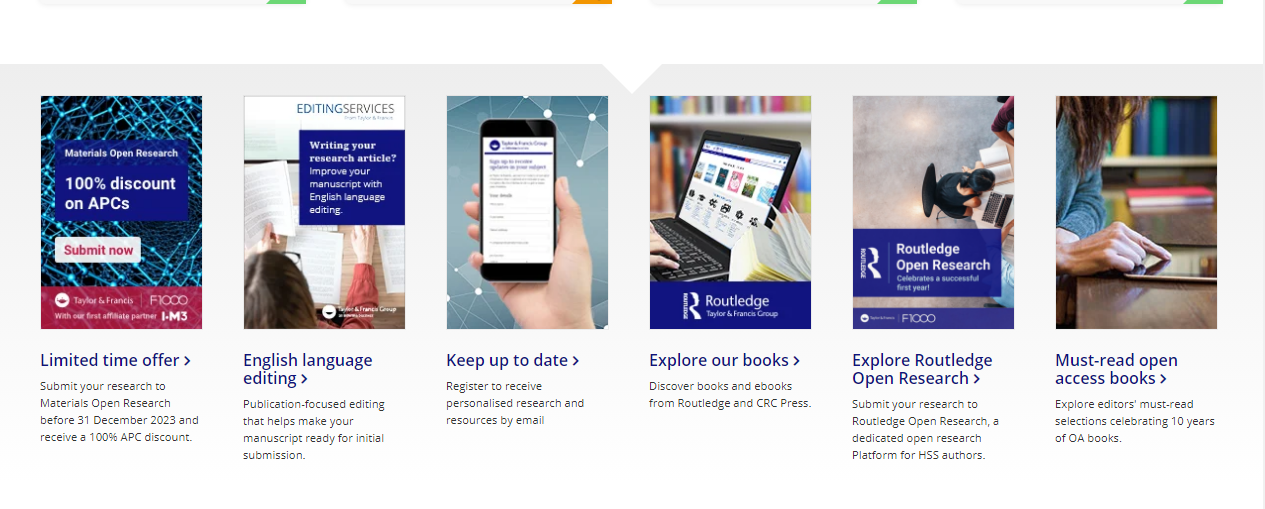 Materials Open Research
100% discount
on APCs
Submit now
Taylor & Francis F1000
With our first affiliate partner I-M3
Limited time offer >
Submit your research to
Materials Open Research
before 31 December 2023 and
receive a 100% APC discount.
EDITINGSERVICES
from Taylor & Francis
Writing your
research article?
Improve your
manuscript with
English language
editing.
Taylor & Francis Group
English language
editing >
Publication-focused editing
that helps make your
manuscript ready for initial
submission.
Taylor & Francis Group
Sign up to receive
updates in your subject
Keep up to date >
Register to receive
personalised research and
resources by email
ROUTLEDGE
Routledge
Taylor & Francis Group
Explore our books >
Discover books and ebooks
from Routledge and CRC Press.
ROUTLEDGE
Routledge
Open Research
Celebrates a successful
first year!
Taylor & Francis F1000
Explore Routledge
Open Research >
Submit your research to
Routledge Open Research, a
dedicated open research
Platform for HSS authors.
Must-read open
access books >
Explore editors' must-read
selections celebrating 10 years
of OA books.